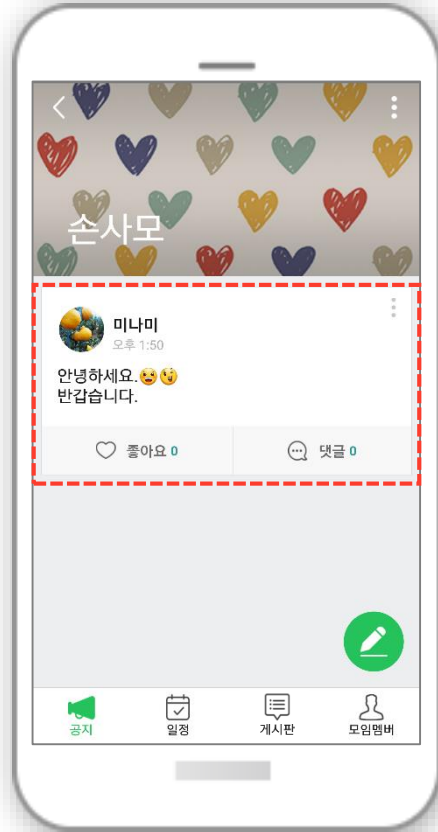 손사모
미나미
오후 1:50
안녕하세요.😆😲
반갑습니다.
좋아요 0
댓글 0
공지
일정
게시판
모임멤버